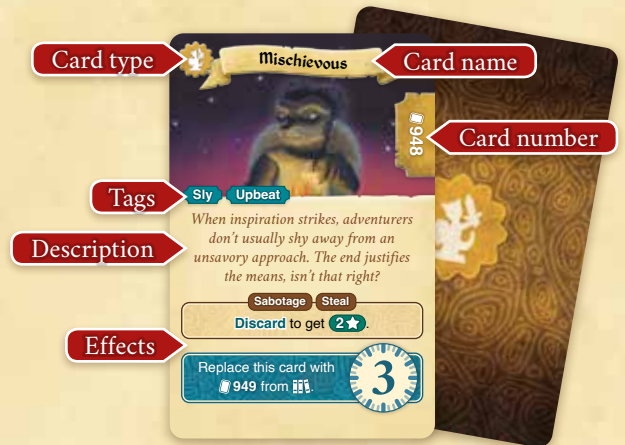 Card type
Mischievous
Card name
948
Card number
Tags
Sly Upbeat
When inspiration strikes, adventurers
don't usually shy away from an
Description
unsavory approach. The end justifies
the means, isn't that right?
Sabotage Steal
Discard to get 2★.
Effects
Replace this card with
949 from .
3